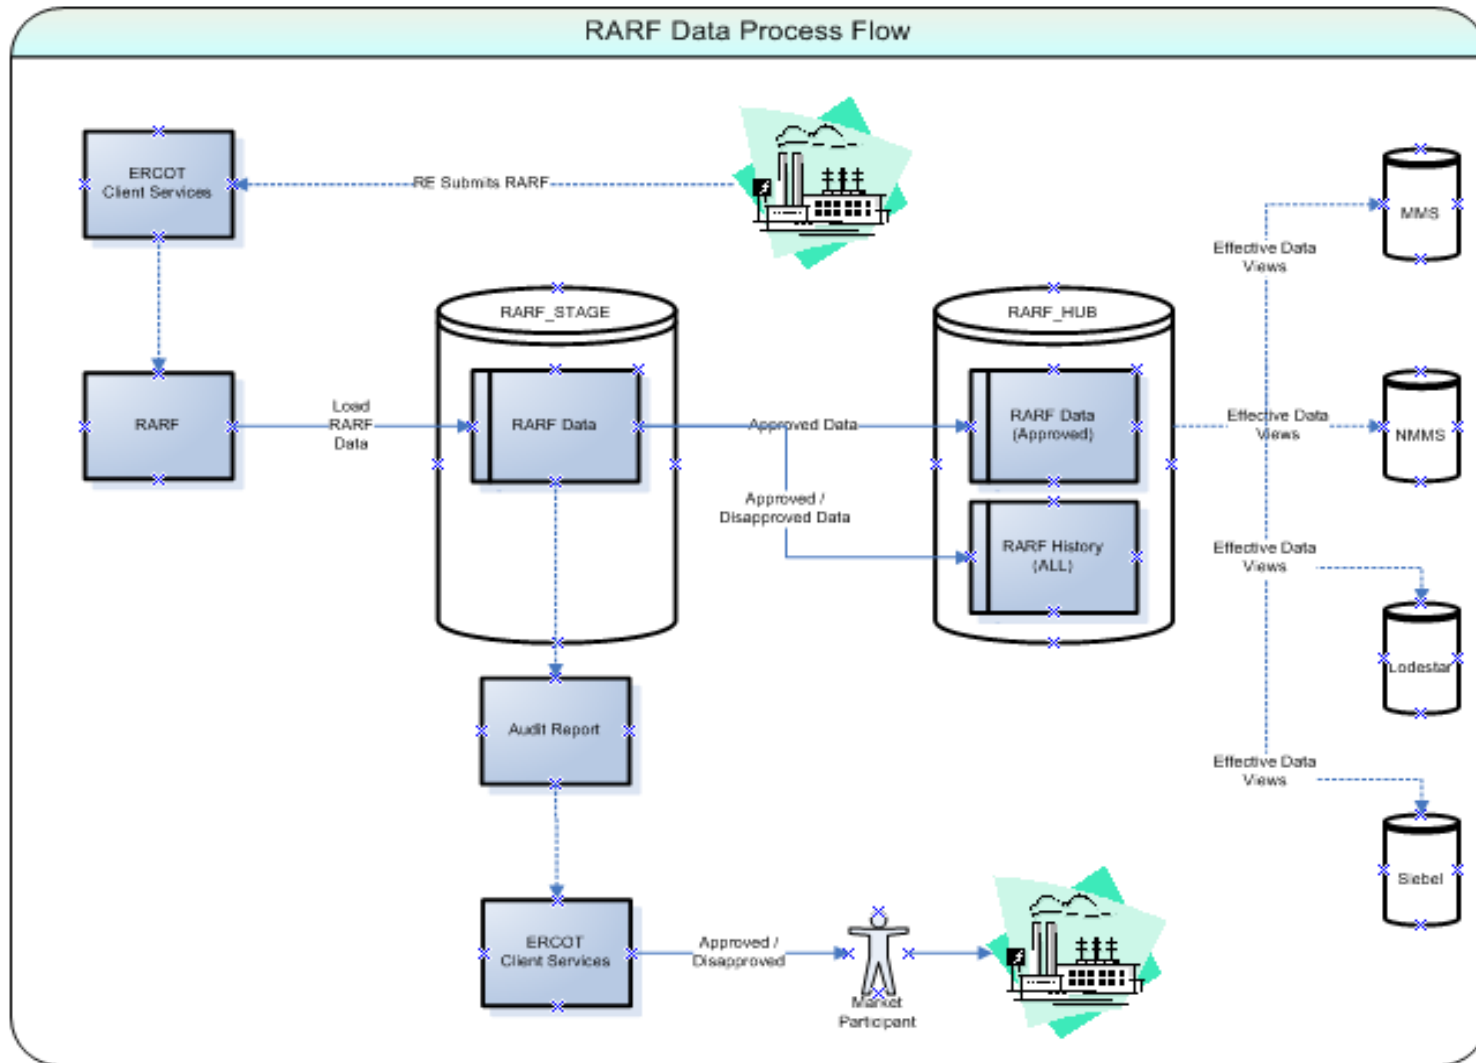 RARF Data Process Flow
ERCOT
Client Services
RE Submits RARF
MMS
Effective Data
Views
RARF_STAGE
RARF_HUB
RARF
Load
RARF
Data
RARF Data
Approved Data
RARF Data
(Approved)
Effective Data
Views
NMMS
Approved /
Disapproved Data
RARF History
(ALL)
Effective Data
Views
Lodestar
Audit Report
Effective Data
Views
Siebel
ERCOT
Client Services
Approved /
Disapproved
Market
Participant